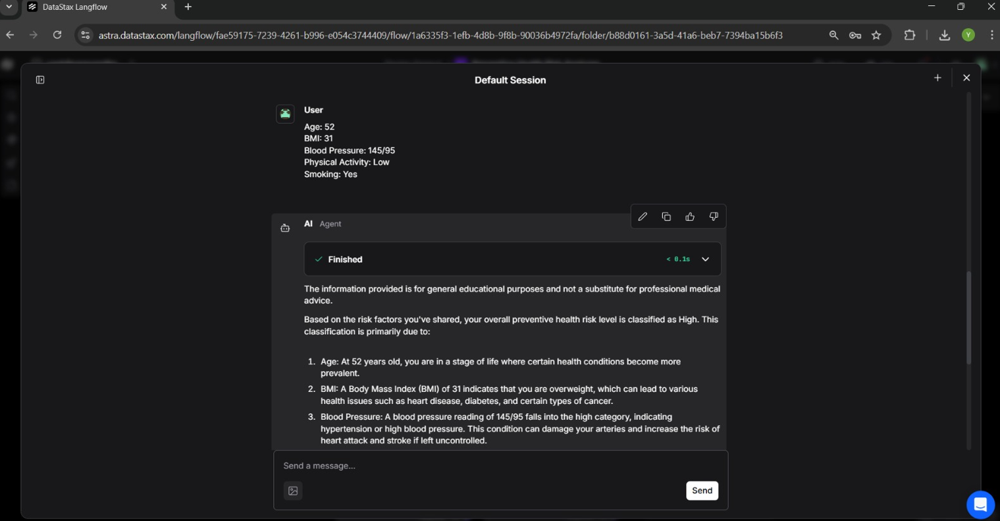 DataStax Langflow
astra.datastax.com/langflow/fae59175-7239-4261-b996-e054c3744409/flow/1a6335f3-1efb-4d8b-9f8b-90036b4972fa/folder/b88d0161-3a5d-41a6-beb7-7394ba15b6f3
Y
Default Session
User
Age: 52
BMI: 31
Blood Pressure: 145/95
Physical Activity: Low
Smoking: Yes
AI Agent
Finished < 0.1s
The information provided is for general educational purposes and not a substitute for professional medical
advice.
Based on the risk factors you've shared, your overall preventive health risk level is classified as High. This
classification is primarily due to:
1. Age: At 52 years old, you are in a stage of life where certain health conditions become more
prevalent.
2. BMI: A Body Mass Index (BMI) of 31 indicates that you are overweight, which can lead to various
health issues such as heart disease, diabetes, and certain types of cancer.
3. Blood Pressure: A blood pressure reading of 145/95 falls into the high category, indicating
hypertension or high blood pressure. This condition can damage your arteries and increase the risk of
heart attack and stroke if left uncontrolled.
Send a message...
Send